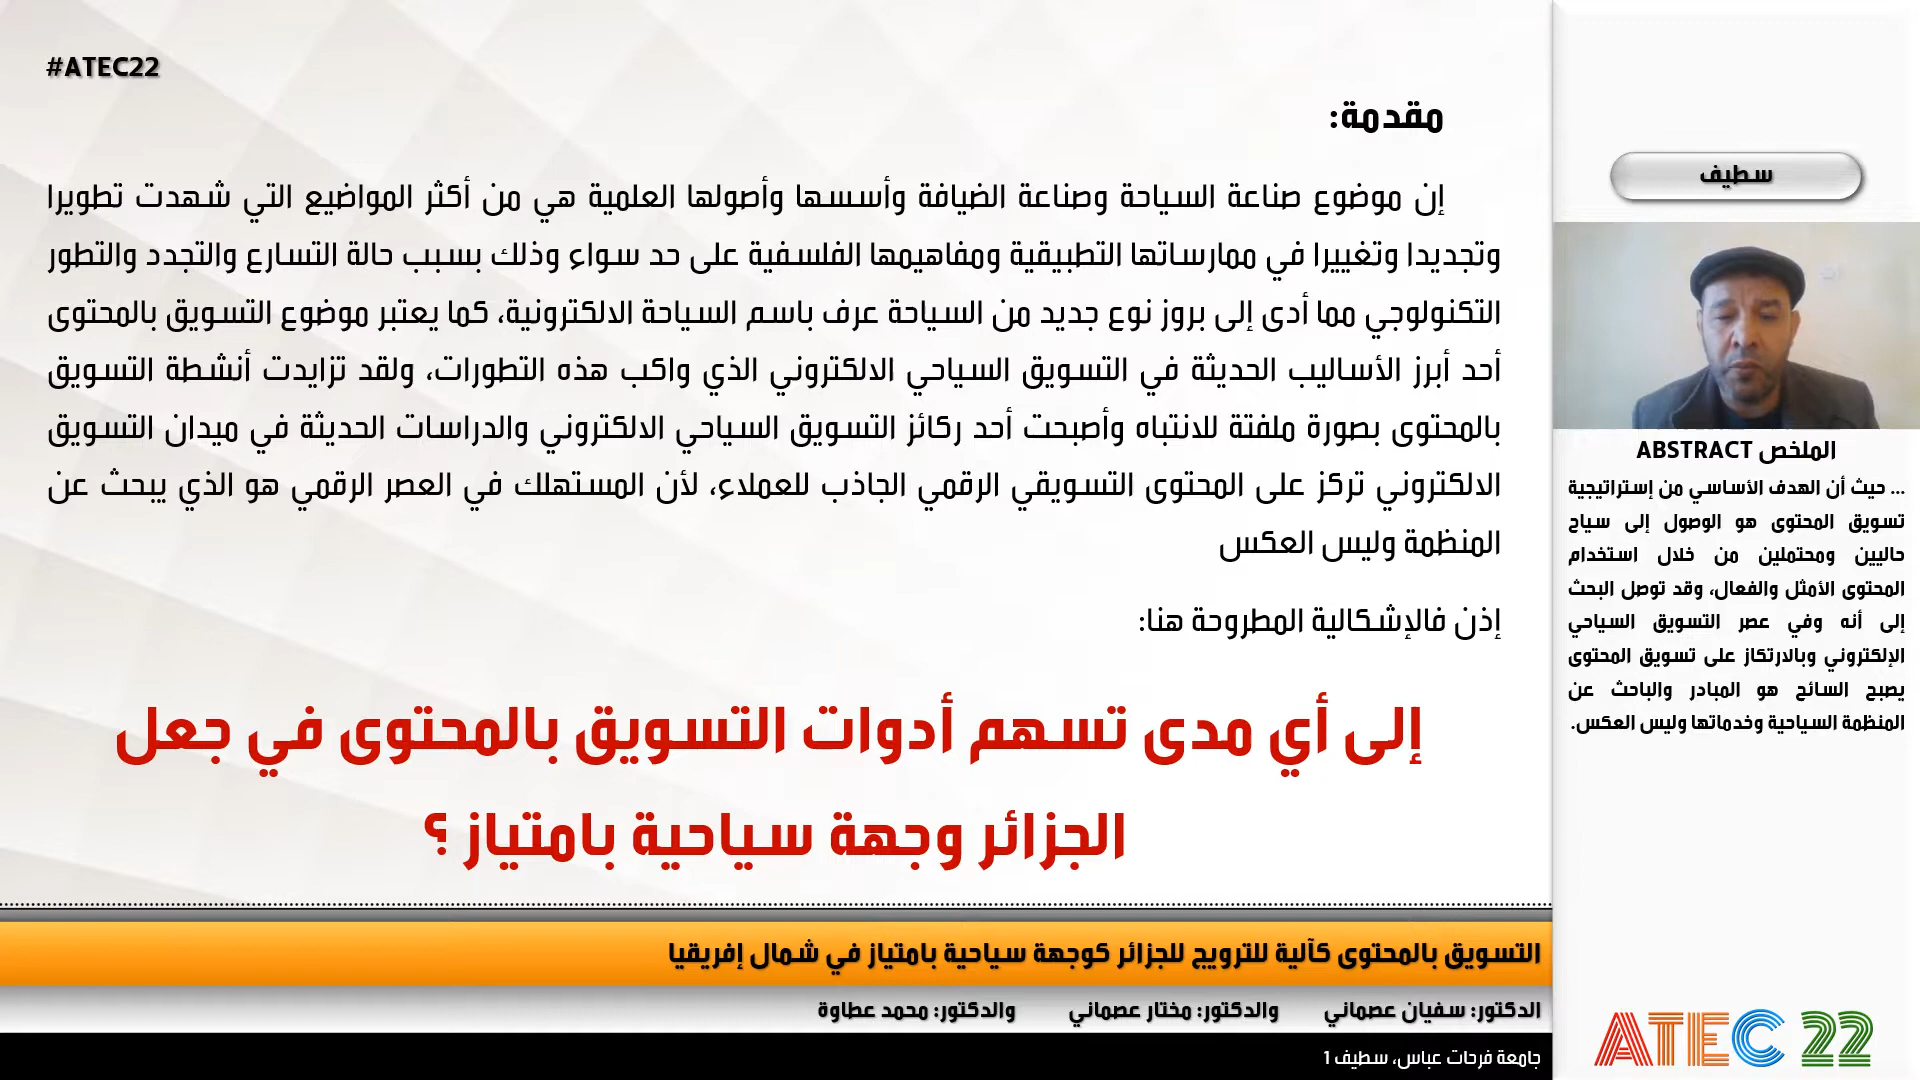 #ATEC22
مقدمة:
إن موضوع صناعة السياحة وصناعة الضيافة وأسسها وأصولها العلمية هي من أكثر المواضيع التي شهدت تطويرا
وتجديدا وتغييرا في ممارساتها التطبيقية ومفاهيمها الفلسفية على حد سواء وذلك بسبب حالة التسارع والتجدد والتطور
التكنولوجي مما أدى إلى بروز نوع جديد من السياحة عرف باسم السياحة الالكترونية، كما يعتبر موضوع التسويق بالمحتوى
أحد أبرز الأساليب الحديثة في التسويق السياحي الالكتروني الذي واكب هذه التطورات، ولقد تزايدت أنشطة التسويق
بالمحتوى بصورة ملفتة للانتباه وأصبحت أحد ركائز التسويق السياحي الالكتروني والدراسات الحديثة في ميدان التسويق
الالكتروني تركز على المحتوى التسويقي الرقمي الجاذب للعملاء، لأن المستهلك في العصر الرقمي هو الذي يبحث عن
المنظمة وليس العكس
إذن فالإشكالية المطروحة هنا:
إلى أي مدى تسهم أدوات التسويق بالمحتوى في جعل
الجزائر وجهة سياحية بامتياز ؟
التسويق بالمحتوى كآلية للترويج للجزائر كوجهة سياحية بامتياز في شمال إفريقيا
الدكتور: سفيان عصماني والدكتور: مختار عصماني والدكتور: محمد عطاوة
جامعة فرحات عباس، سطيف 1
سطيف
الملخص ABSTRACT
... حيث أن الهدف الأساسي من إستراتيجية
تسويق المحتوى هو الوصول إلى سياح
حاليين ومحتملين من خلال استخدام
المحتوى الأمثل والفعال، وقد توصل البحث
إلى أنه وفي عصر التسويق السياحي
الإلكتروني وبالارتكاز على تسويق المحتوى
يصبح السائح هو المبادر والباحث عن
المنظمة السياحية وخدماتها وليس العكس.
ATEC 22